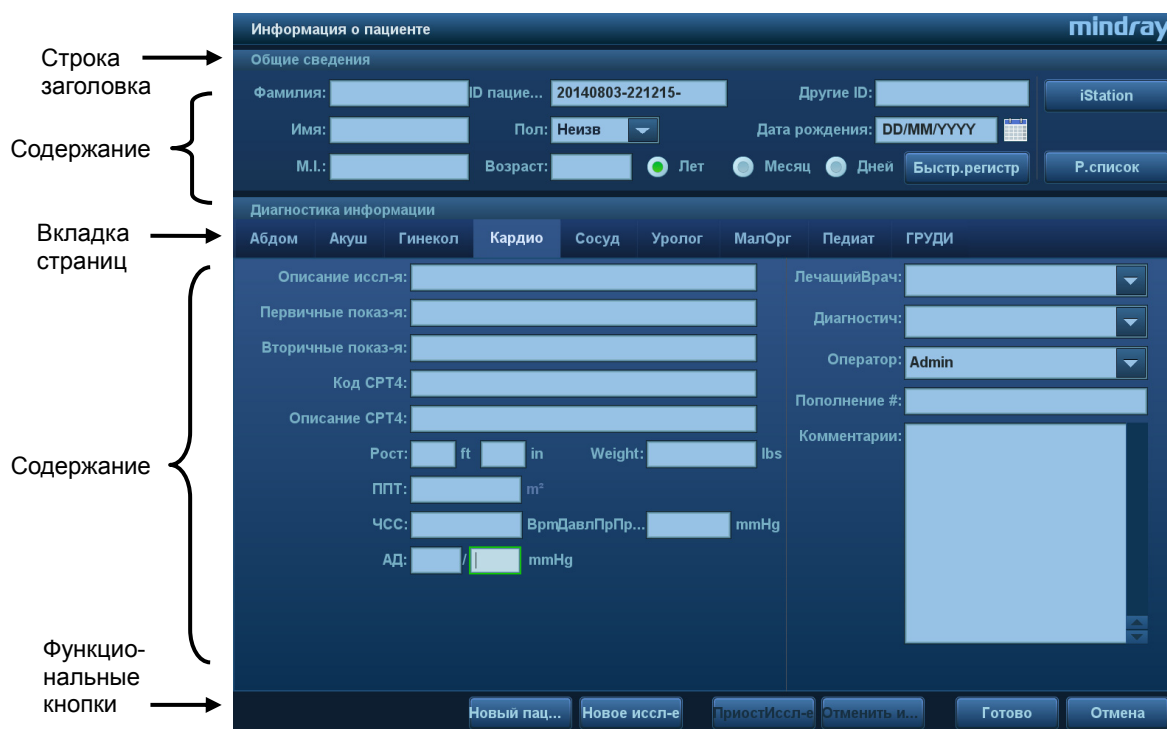 Информация о пациенте
mindray
Строка
заголовка
Общие сведения
Содержание
Фамилия:
ID пацие...
20140803-221215-
Другие ID:
iStation
Имя:
Пол:
Неизв
Дата рождения:
DD/MM/YYYY
M.I.:
Возраст:
Лет
Месяц
Дней
Быстр.регистр
Р.список
Вкладка
страниц
Диагностика информации
Абдом
Акуш
Гинекол
Кардио
Сосуд
Уролог
МалОрг
Педиат
ГРУДИ
Содержание
Описание иссл-я:
Первичные показ-я:
Вторичные показ-я:
Код CPT4:
Описание CPT4:
Рост:
ft
in
Weight:
lbs
ППТ:
m²
ЧСС:
Bpm
ДавлПрПр...
mmHg
АД:
/
mmHg
ЛечащийВрач:
Диагностич:
Оператор:
Admin
Пополнение #:
Комментарии:
Функцио-
нальные
кнопки
Новый пац...
Новое иссл-е
ПриостИссл-е
Отменить и...
Готово
Отмена